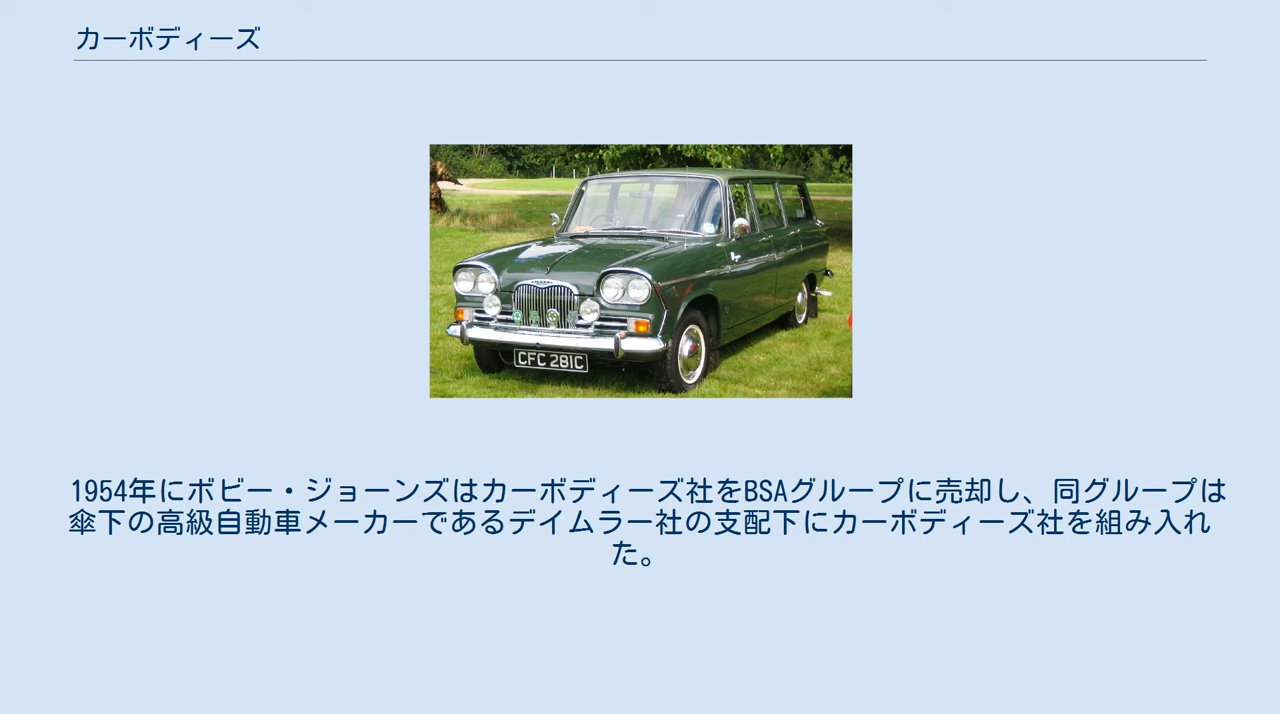 カーボディーズ
CFC 281C
1954年にボビー・ジョーンズはカーボディーズ社をBSAグループに売却し、同グループは
傘下の高級自動車メーカーであるデイムラー社の支配下にカーボディーズ社を組み入れ
た。